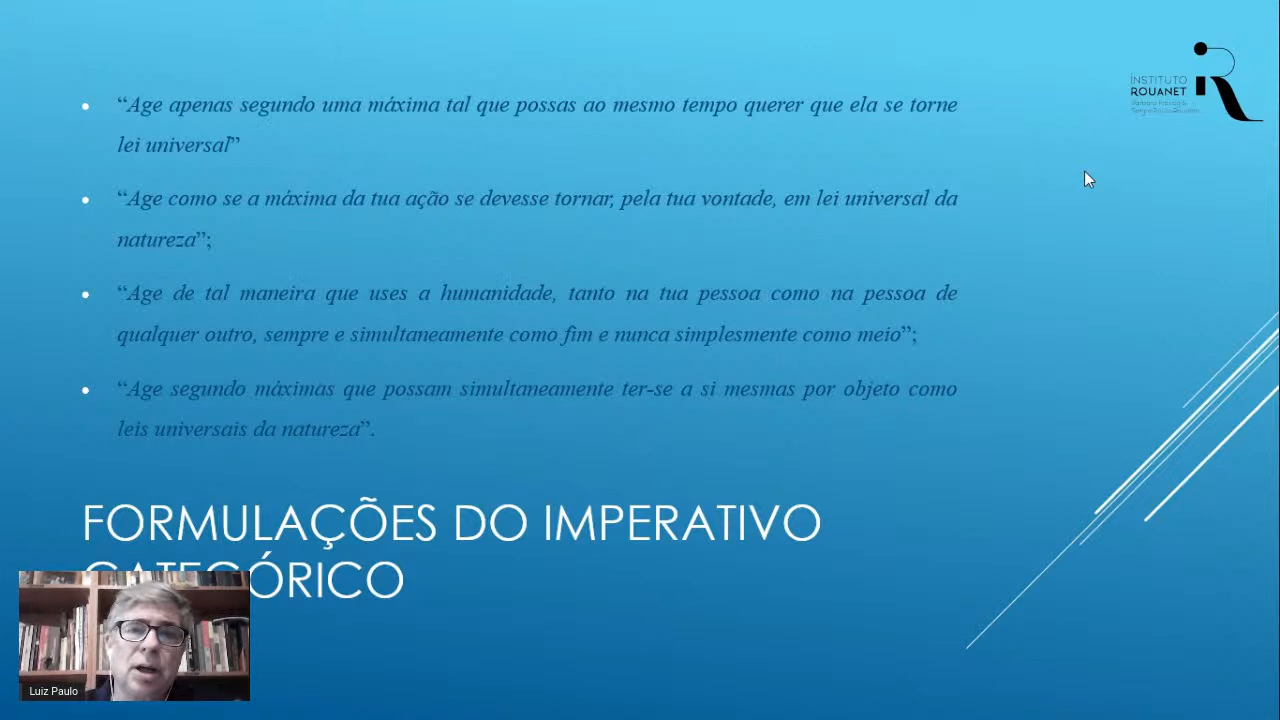 “Age apenas segundo uma máxima tal que possas ao mesmo tempo querer que ela se torne
lei universal”
“Age como se a máxima da tua ação se devesse tornar, pela tua vontade, em lei universal da
natureza”;
“Age de tal maneira que uses a humanidade, tanto na tua pessoa como na pessoa de
qualquer outro, sempre e simultaneamente como fim e nunca simplesmente como meio”;
“Age segundo máximas que possam simultaneamente ter-se a si mesmas por objeto como
leis universais da natureza”.
FORMULAÇÕES DO IMPERATIVO
CATEGÓRICO
INSTITUTO
ROUANET
Luiz Paulo